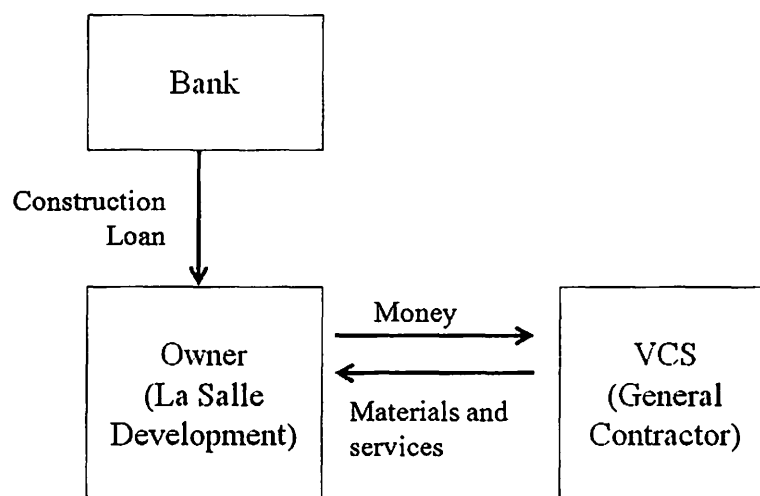 Bank
Construction
Loan
Owner
(La Salle
Development)
Money
Materials and
services
VCS
(General
Contractor)